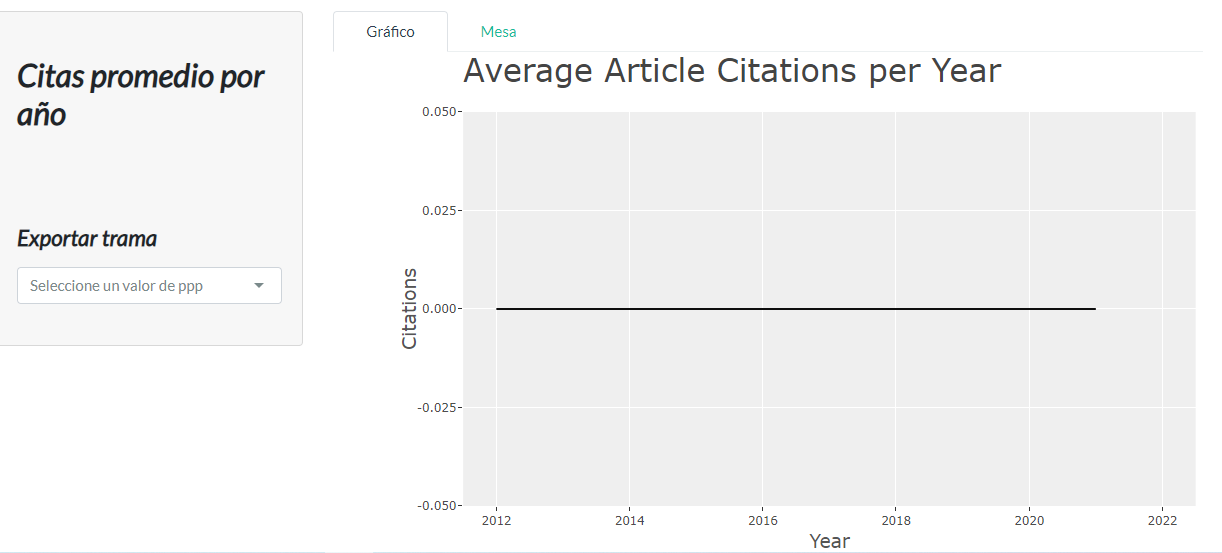 Citas promedio por
año
Exportar trama
Seleccione un valor de ppp
Gráfico
Mesa
Average Article Citations per Year
0.050
0.025
0.000
-0.025
-0.050
Citations
2012
2014
2016
2018
2020
2022
Year